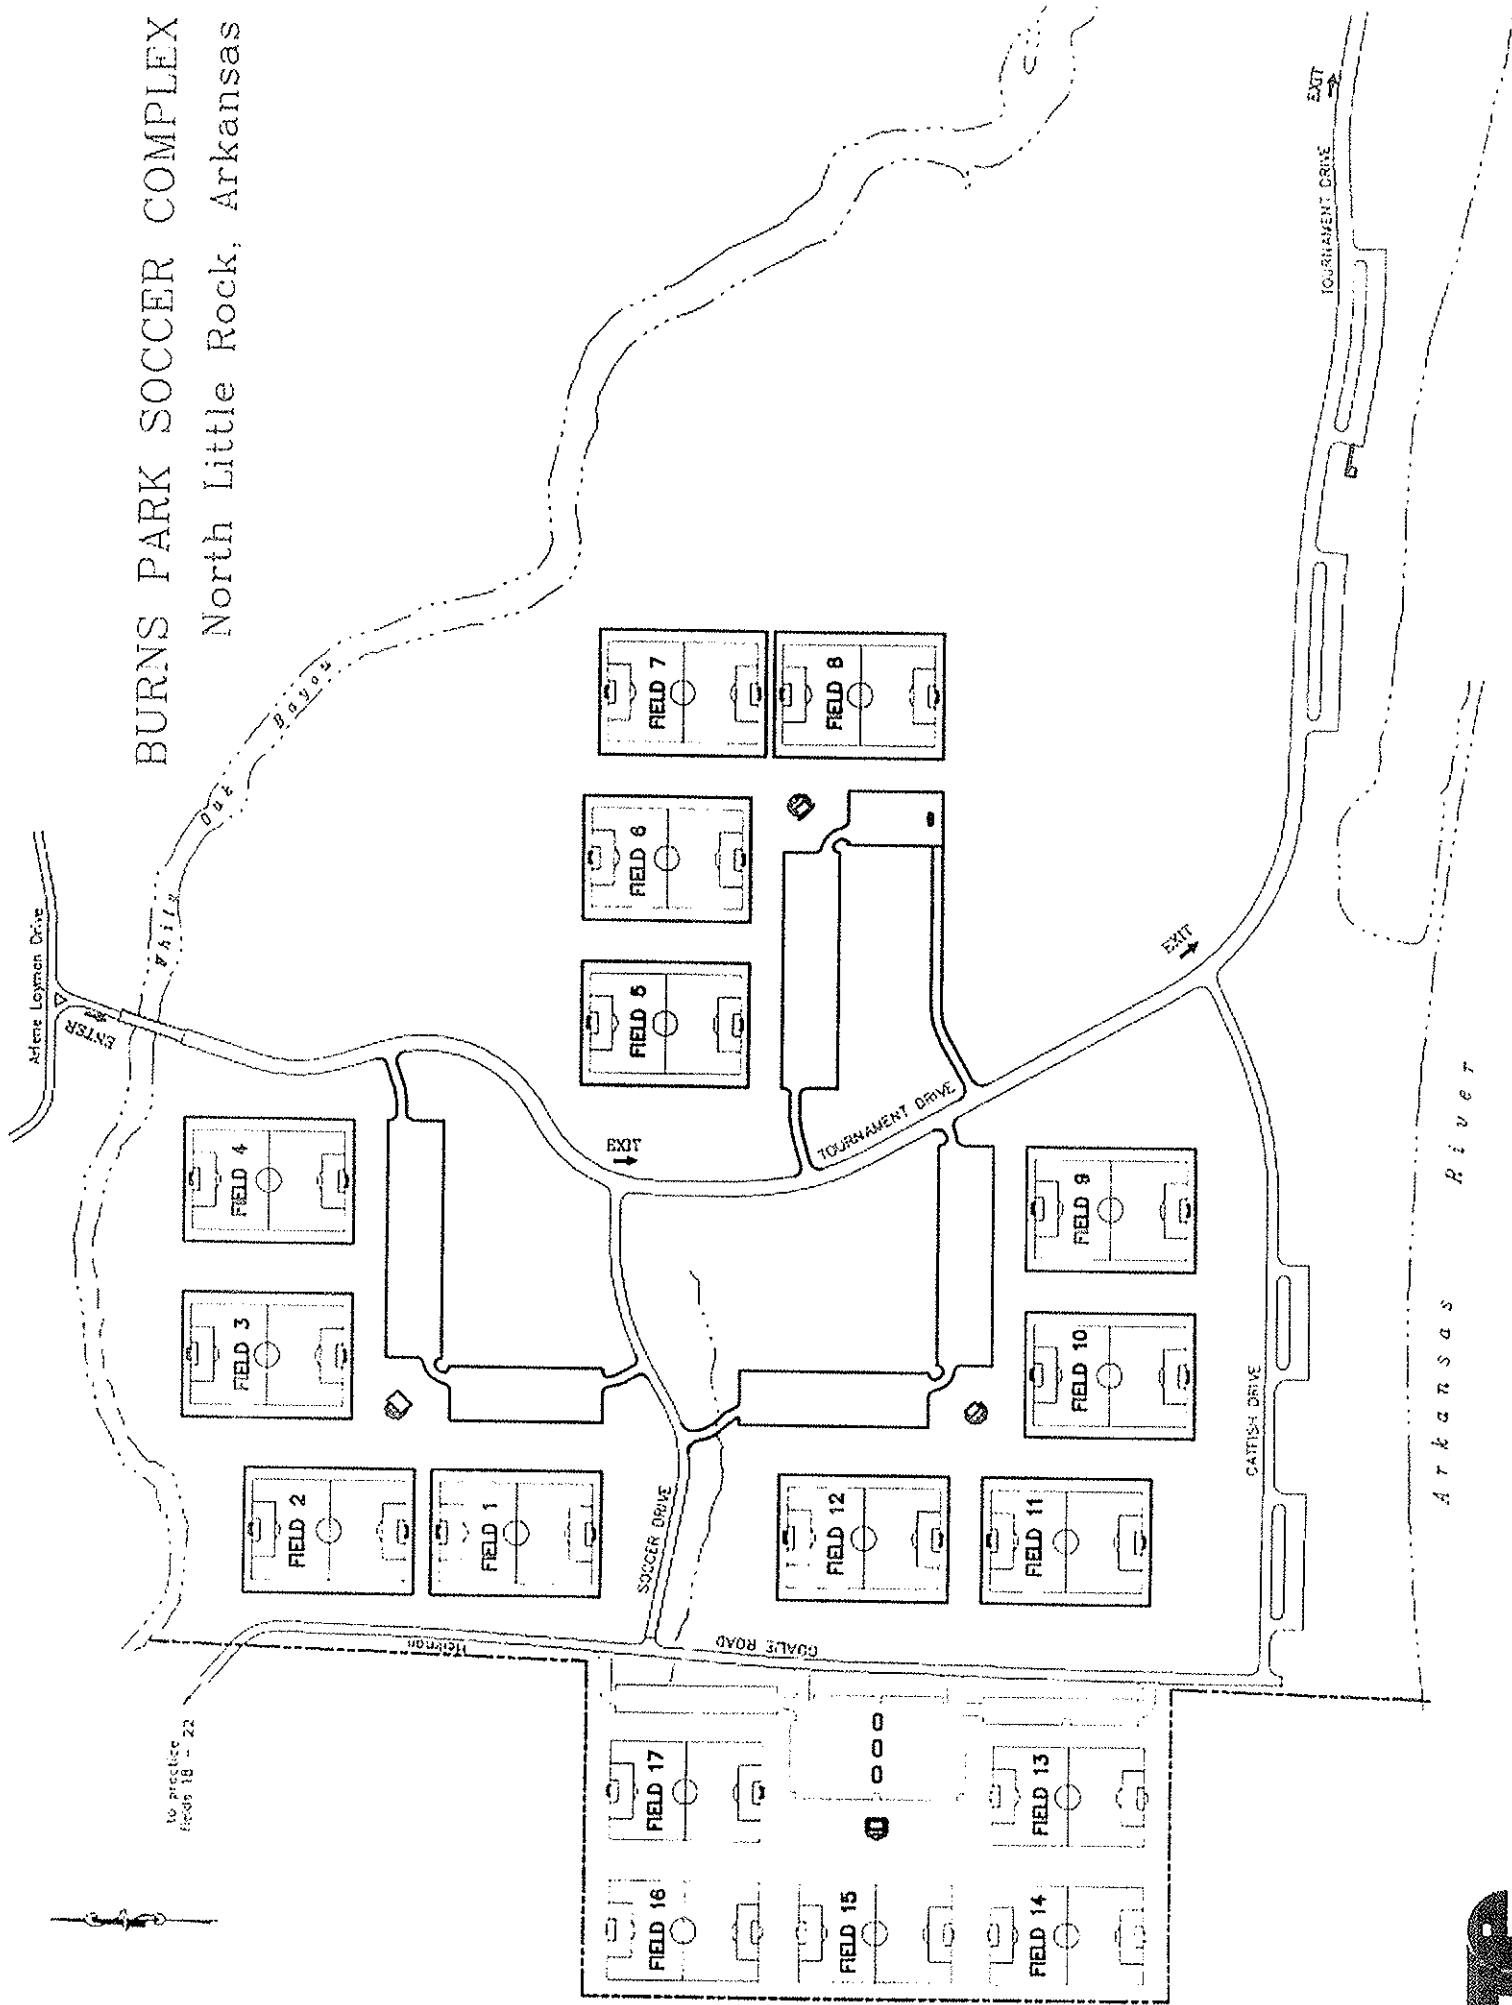 BURNS PARK SOCCER COMPLEX
North Little Rock, Arkansas
Arlene Laymen Drive
ENTER
White Oak Bayou
FIELD 4
FIELD 3
FIELD 2
FIELD 1
FIELD 7
FIELD 8
FIELD 6
FIELD 5
EXIT
TOURNAMENT DRIVE
EXIT
TOURNAMENT DRIVE
EXIT
FIELD 9
FIELD 10
FIELD 12
FIELD 11
SOCCER DRIVE
CATFISH DRIVE
GOALIE ROAD
to practice
fields 18 - 22
FIELD 17
FIELD 16
FIELD 15
FIELD 13
FIELD 14
Arkansas River